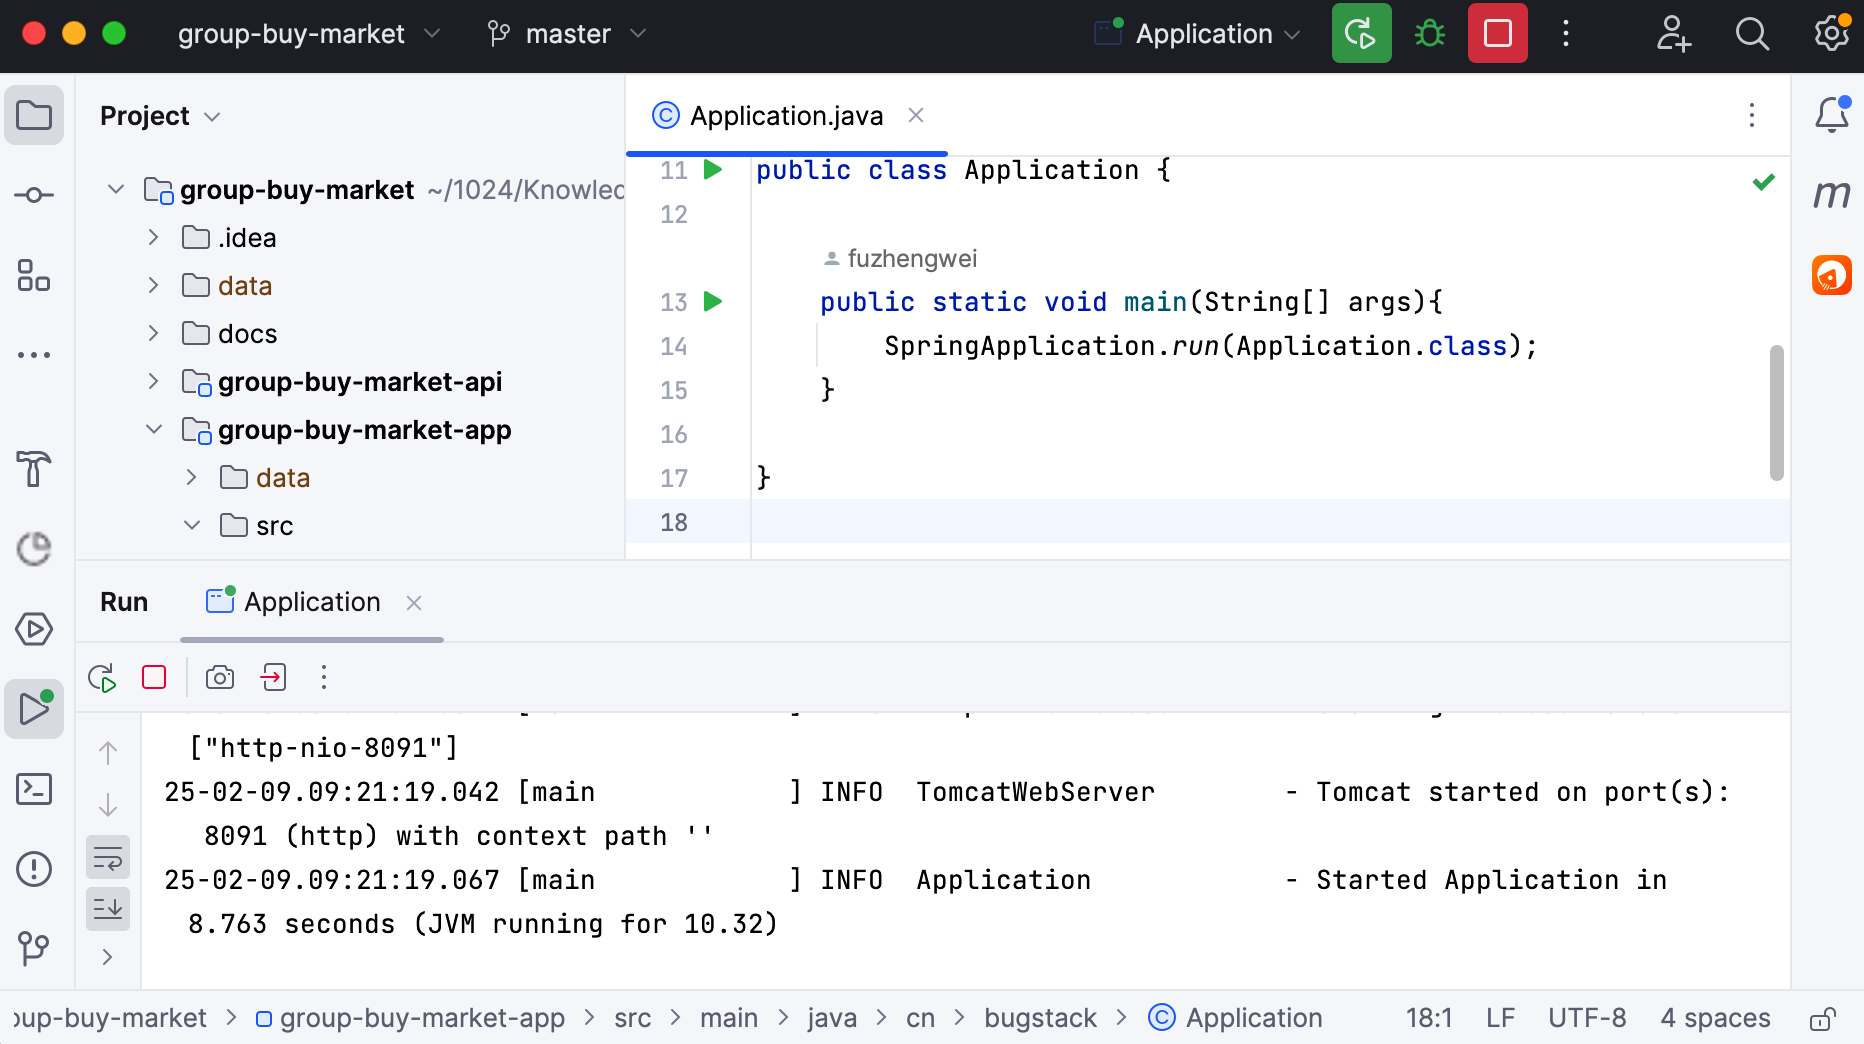 group-buy-market
master
Application
Project
Application.java
group-buy-market ~/1024/Knowled
.idea
data
docs
group-buy-market-api
group-buy-market-app
data
src
11 public class Application {
12
fuzhengwei
13 public static void main(String[] args){
14 SpringApplication.run(Application.class);
15 }
16
17 }
18
Run
Application
["http-nio-8091"]
25-02-09.09:21:19.042 [main            ] INFO  TomcatWebServer        - Tomcat started on port(s):
8091 (http) with context path ''
25-02-09.09:21:19.067 [main            ] INFO  Application            - Started Application in
8.763 seconds (JVM running for 10.32)
oup-buy-market > group-buy-market-app > src > main > java > cn > bugstack > Application 18:1 LF UTF-8 4 spaces